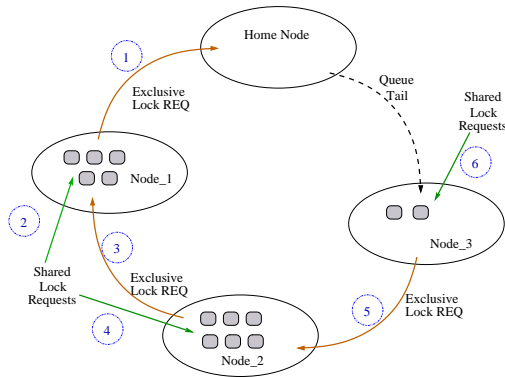 Home Node
1
Exclusive
Lock REQ
Queue
Tail
Shared
Lock
Requests
6
Node_1
2
3
Node_3
Shared
Lock
Requests
Exclusive
Lock REQ
4
Exclusive
Lock REQ
5
Node_2